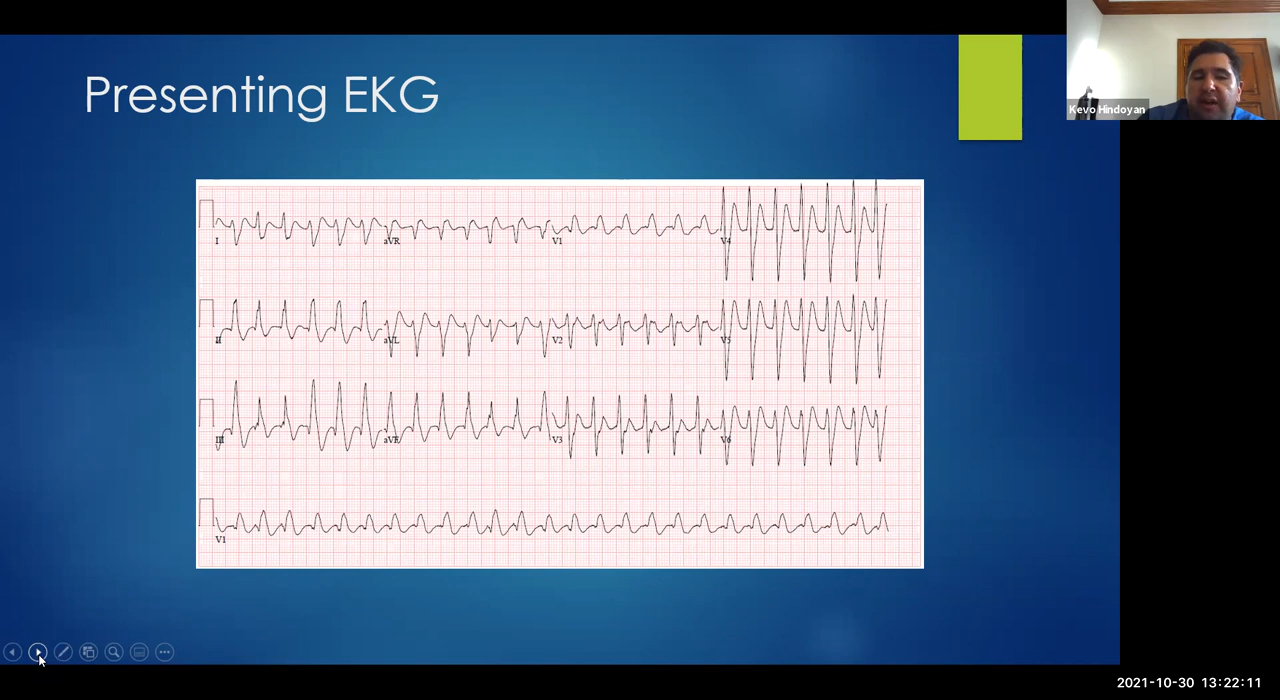 Presenting EKG
Kevo Hindoyan
I
aVR
V1
V4
II
aVL
V2
V5
III
aVF
V3
V6
V1
2021-10-30 13:22:11